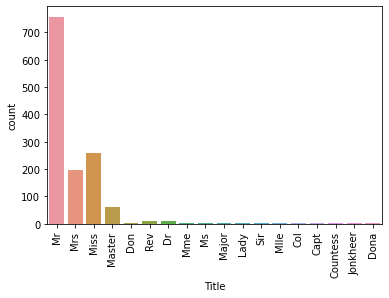 700
600
500
400
300
200
100
0
count
Mr
Mrs
Miss
Master
Don
Rev
Dr
Mme
Ms
Major
Lady
Sir
Mlle
Col
Capt
Countess
Jonkheer
Dona
Title